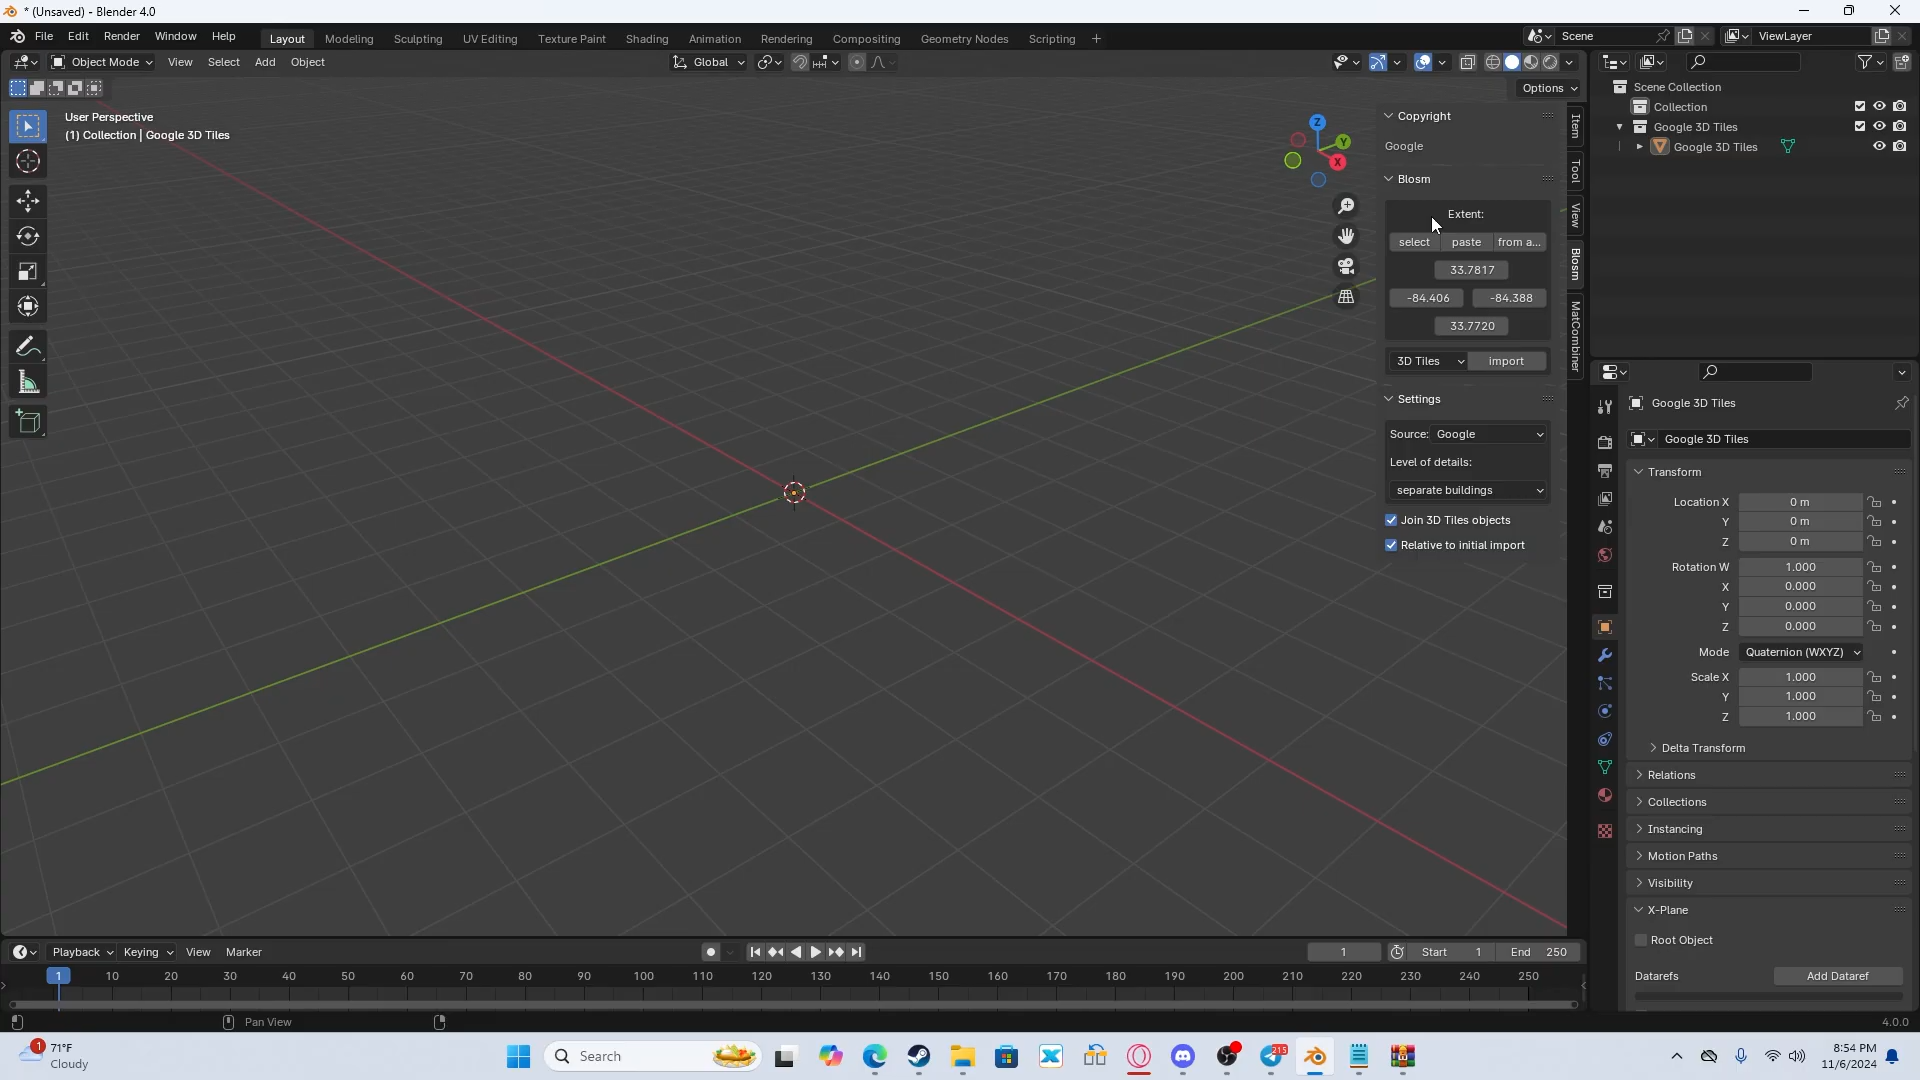 * (Unsaved) - Blender 4.0
File Edit Render Window Help Layout Modeling Sculpting UV Editing Texture Paint Shading Animation Rendering Compositing Geometry Nodes Scripting + Scene ViewLayer
Object Mode View Select Add Object Global
Options
User Perspective
(1) Collection | Google 3D Tiles
Z
Y
X
Copyright
Google
Blosm
Extent:
select paste from a...
33.7817
-84.406 -84.388
33.7720
3D Tiles import
Settings
Source: Google
Level of details:
separate buildings
Join 3D Tiles objects
Relative to initial import
Item
Tool
View
Blosm
MatCombiner
Scene Collection
Collection
Google 3D Tiles
Google 3D Tiles
Google 3D Tiles
Google 3D Tiles
Transform
Location X 0 m
Y 0 m
Z 0 m
Rotation W 1.000
X 0.000
Y 0.000
Z 0.000
Mode Quaternion (WXYZ)
Scale X 1.000
Y 1.000
Z 1.000
Delta Transform
Relations
Collections
Instancing
Motion Paths
Visibility
X-Plane
Root Object
Datarefs Add Dataref
Playback Keying View Marker 1 Start 1 End 250
1 10 20 30 40 50 60 70 80 90 100 110 120 130 140 150 160 170 180 190 200 210 220 230 240 250
Pan View
4.0.0
1
71°F
Cloudy
Search
215
8:54 PM
11/6/2024